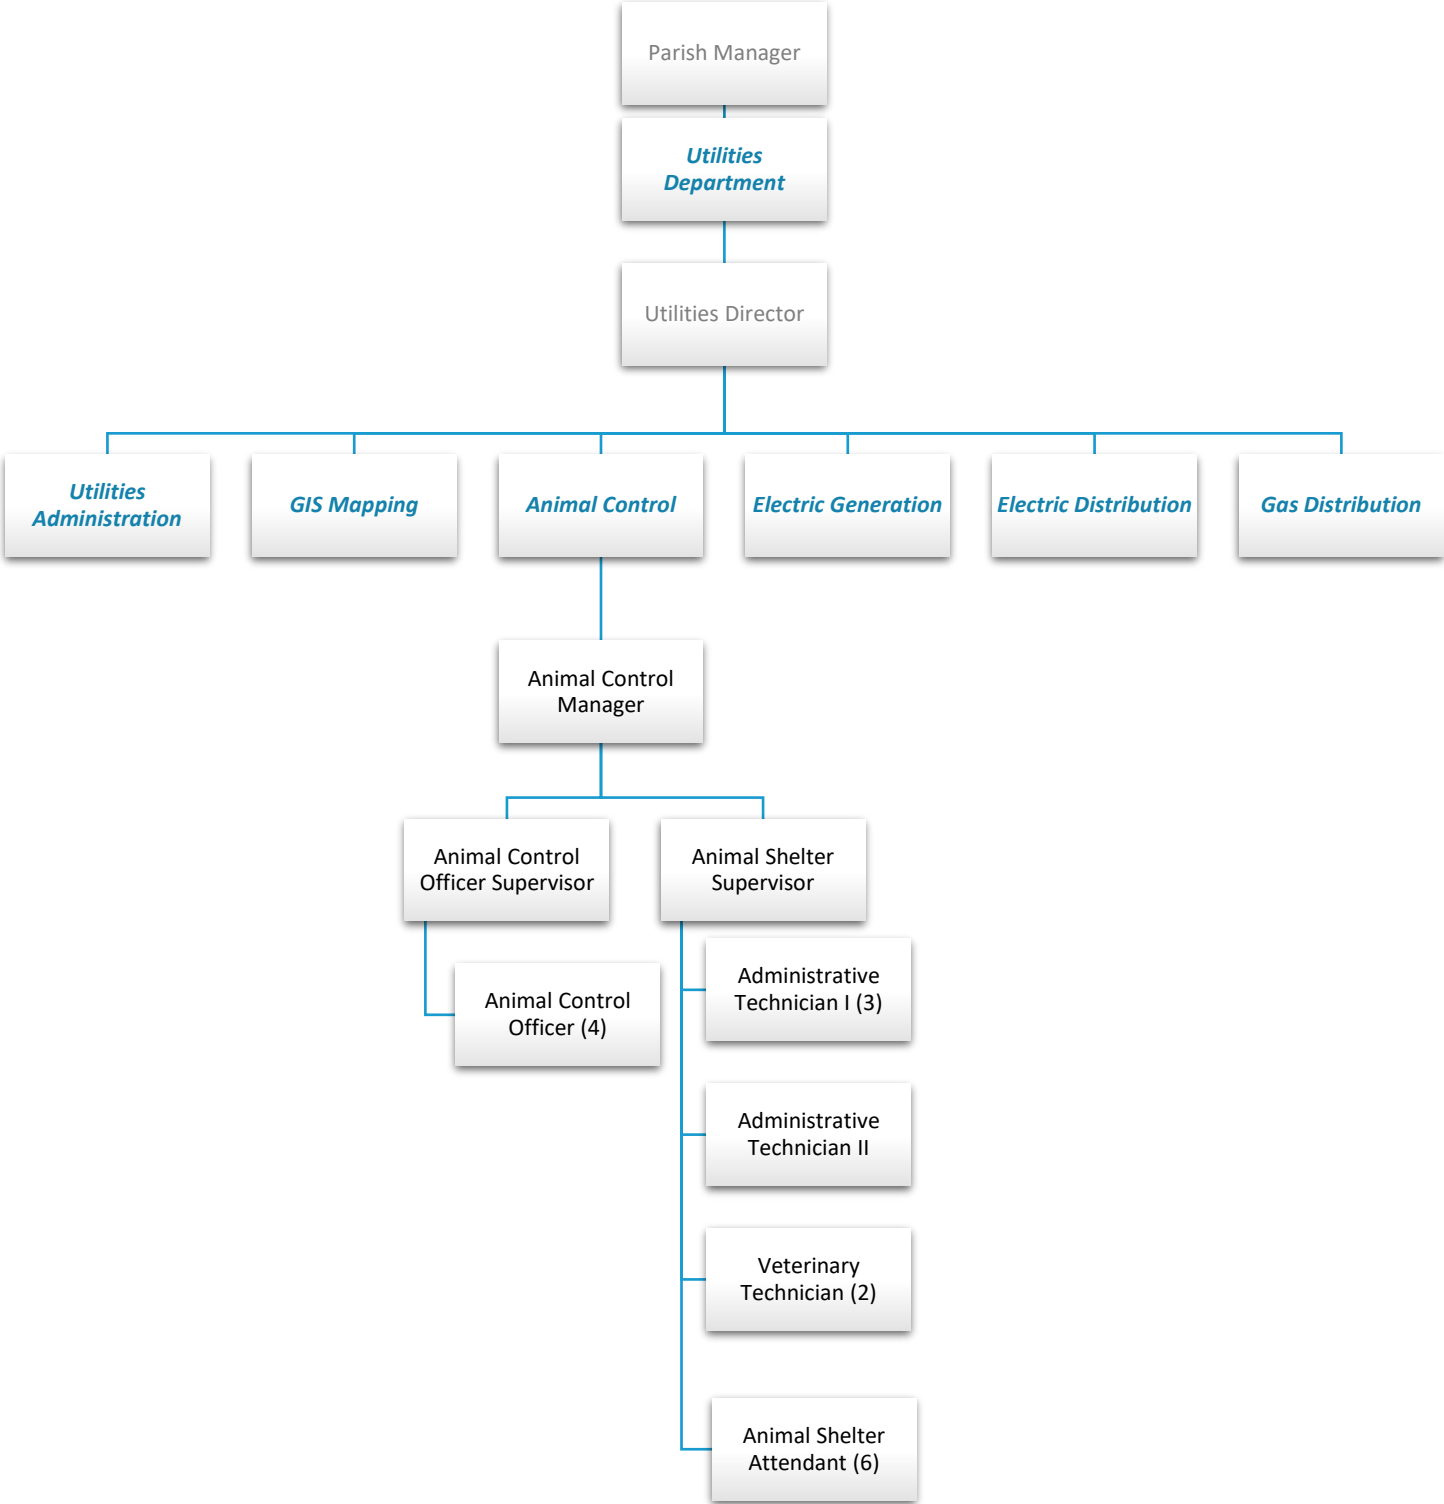 Parish Manager
Utilities
Department
Utilities Director
Utilities
Administration
GIS Mapping
Animal Control
Electric Generation
Electric Distribution
Gas Distribution
Animal Control
Manager
Animal Control
Officer Supervisor
Animal Shelter
Supervisor
Animal Control
Officer (4)
Administrative
Technician I (3)
Administrative
Technician II
Veterinary
Technician (2)
Animal Shelter
Attendant (6)